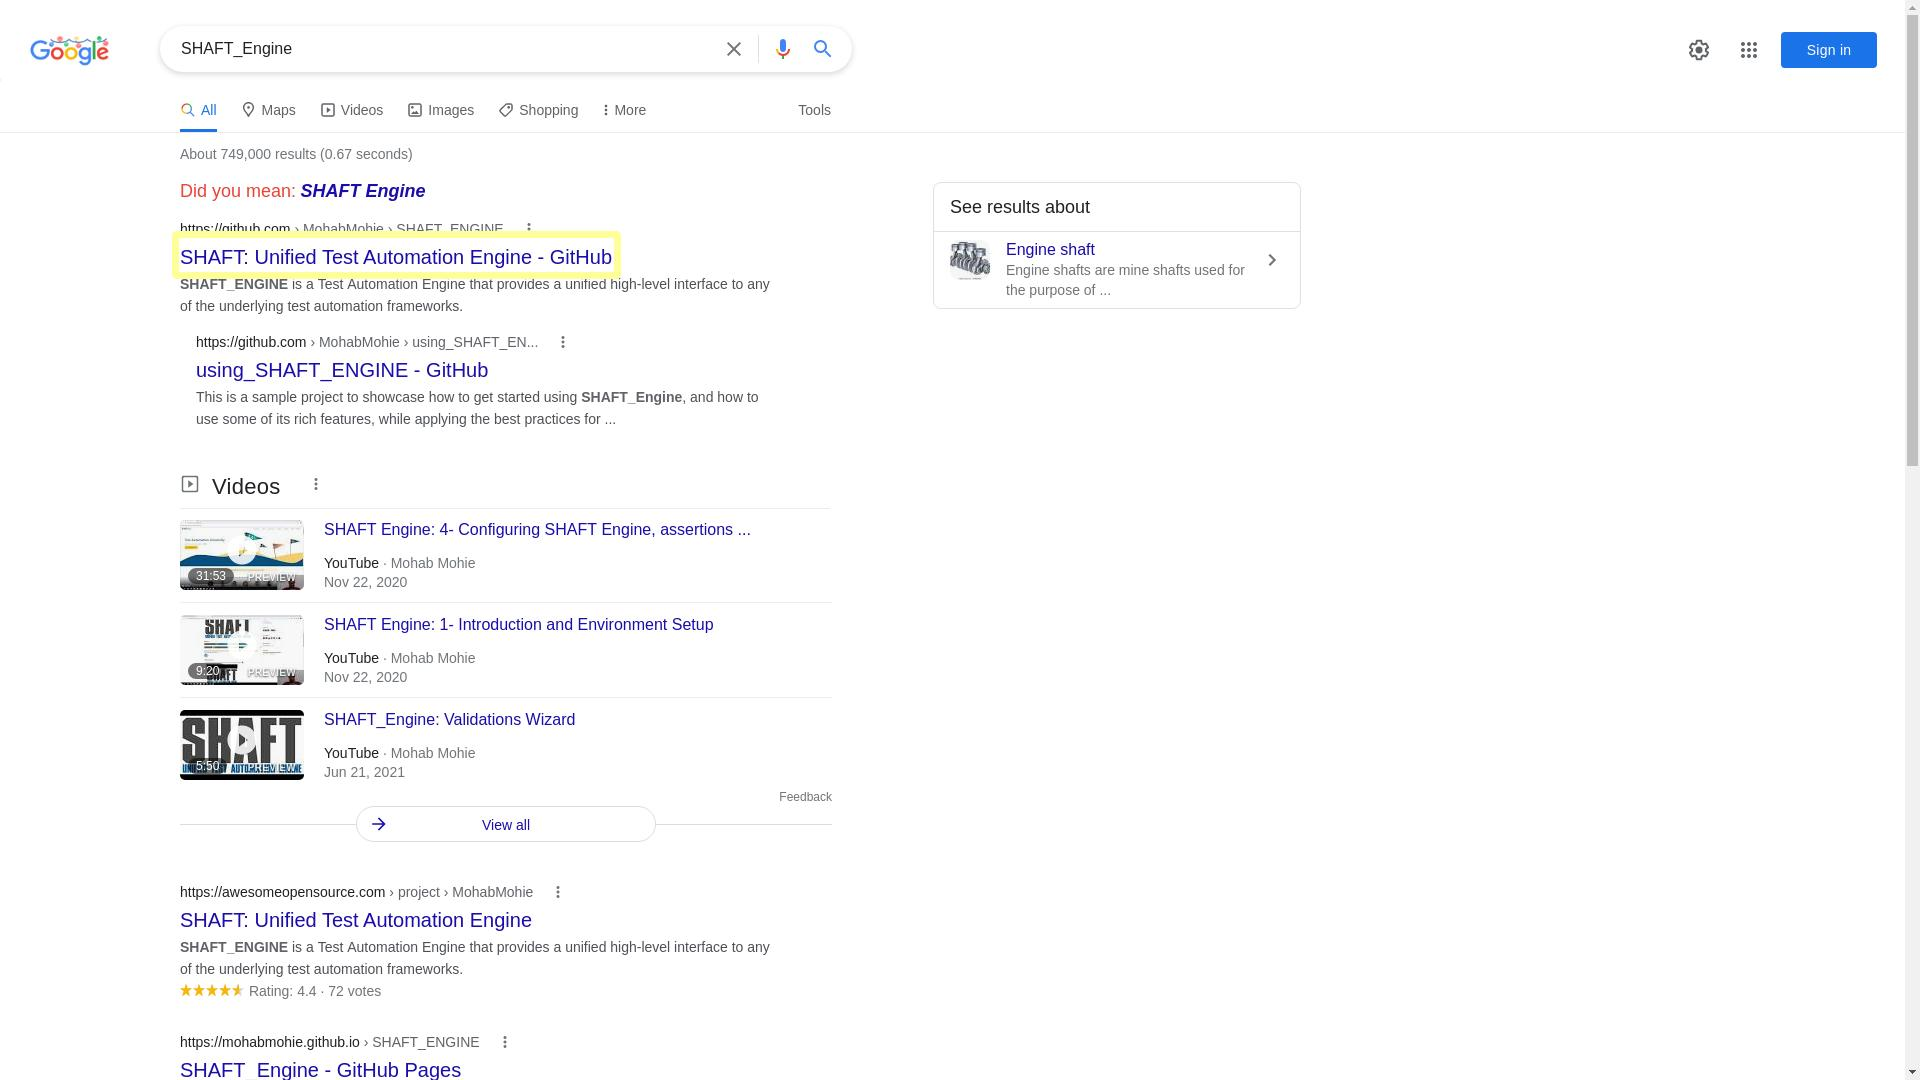 Google
SHAFT_Engine
Sign in
All
Maps
Videos
Images
Shopping
More
Tools
About 749,000 results (0.67 seconds)
Did you mean: SHAFT Engine
https://github.com › MohabMohie › SHAFT_ENGINE
SHAFT: Unified Test Automation Engine - GitHub
SHAFT_ENGINE is a Test Automation Engine that provides a unified high-level interface to any
of the underlying test automation frameworks.
https://github.com › MohabMohie › using_SHAFT_EN...
using_SHAFT_ENGINE - GitHub
This is a sample project to showcase how to get started using SHAFT_Engine, and how to
use some of its rich features, while applying the best practices for ...
See results about
Engine shaft
Engine shafts are mine shafts used for
the purpose of ...
Videos
SHAFT Engine: 4- Configuring SHAFT Engine, assertions ...
YouTube · Mohab Mohie
Nov 22, 2020
31:53
PREVIEW
SHAFT Engine: 1- Introduction and Environment Setup
YouTube · Mohab Mohie
Nov 22, 2020
SHAFT
9:20
PREVIEW
SHAFT
SHAFT_Engine: Validations Wizard
YouTube · Mohab Mohie
Jun 21, 2021
SHAFT
5:50
PREVIEW
Feedback
View all
https://awesomeopensource.com › project › MohabMohie
SHAFT: Unified Test Automation Engine
SHAFT_ENGINE is a Test Automation Engine that provides a unified high-level interface to any
of the underlying test automation frameworks.
Rating: 4.4 · 72 votes
https://mohabmohie.github.io › SHAFT_ENGINE
SHAFT_Engine - GitHub Pages